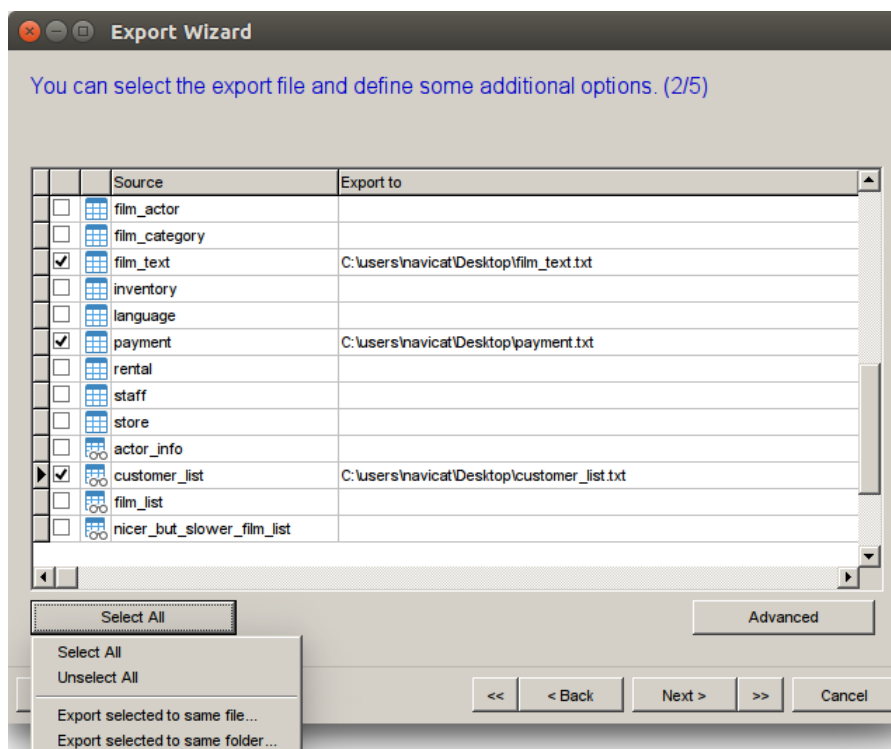 Export Wizard
You can select the export file and define some additional options. (2/5)
Source Export to
film_actor
film_category
film_text C:\users\navicat\Desktop\film_text.txt
inventory
language
payment C:\users\navicat\Desktop\payment.txt
rental
staff
store
actor_info
customer_list C:\users\navicat\Desktop\customer_list.txt
film_list
nicer_but_slower_film_list
Select All Advanced
Select All
Unselect All
<< < Back Next > >> Cancel
Export selected to same file...
Export selected to same folder...